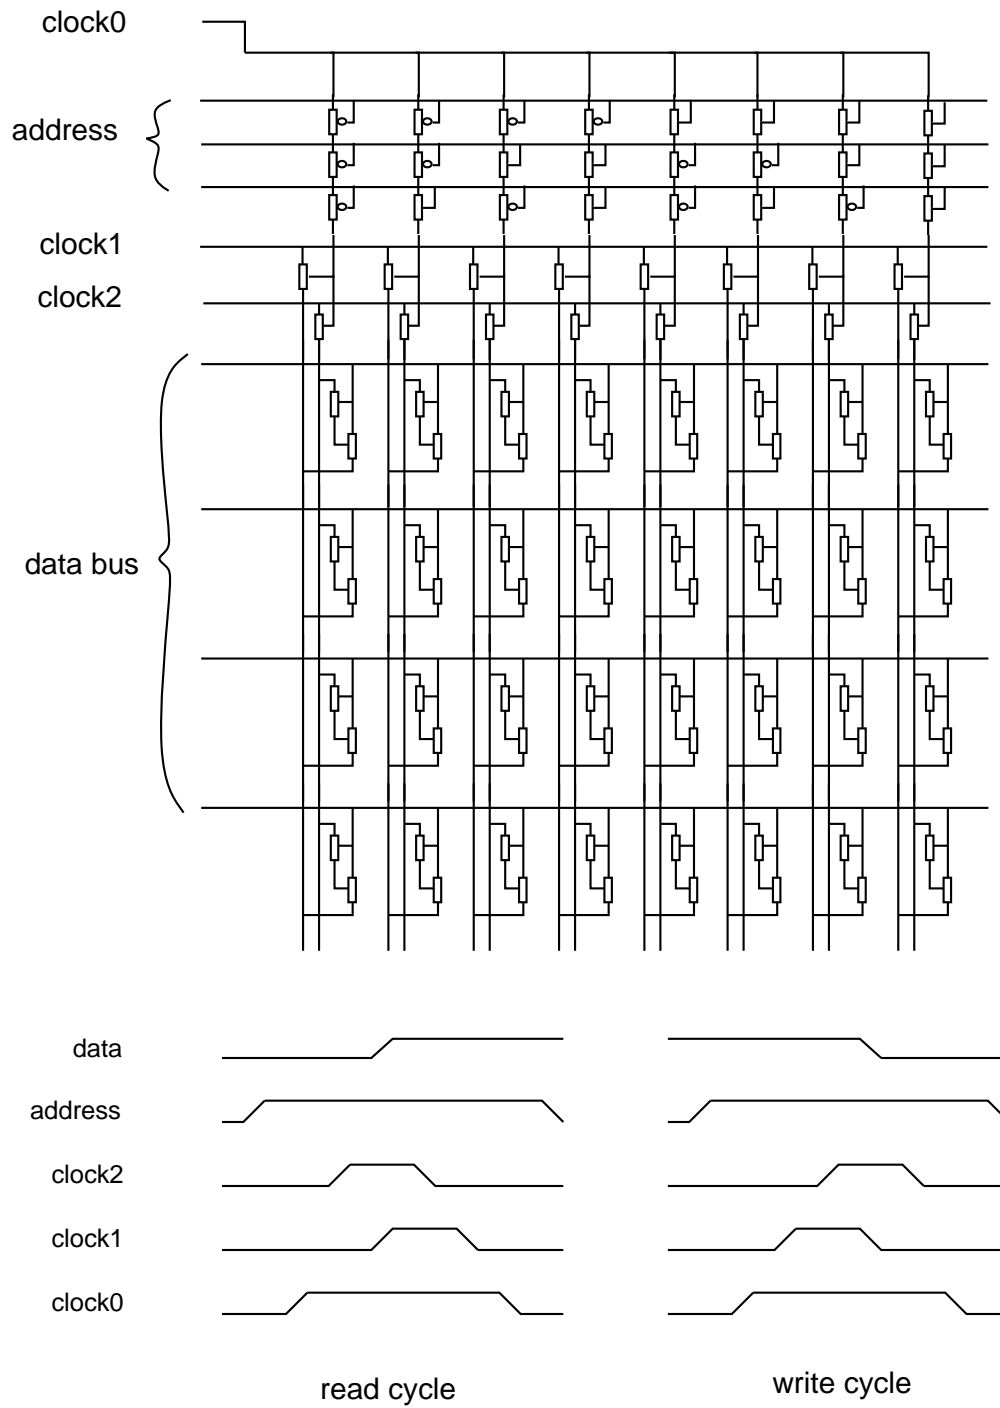 clock0
address
clock1
clock2
data bus
data
address
clock2
clock1
clock0
read cycle
write cycle